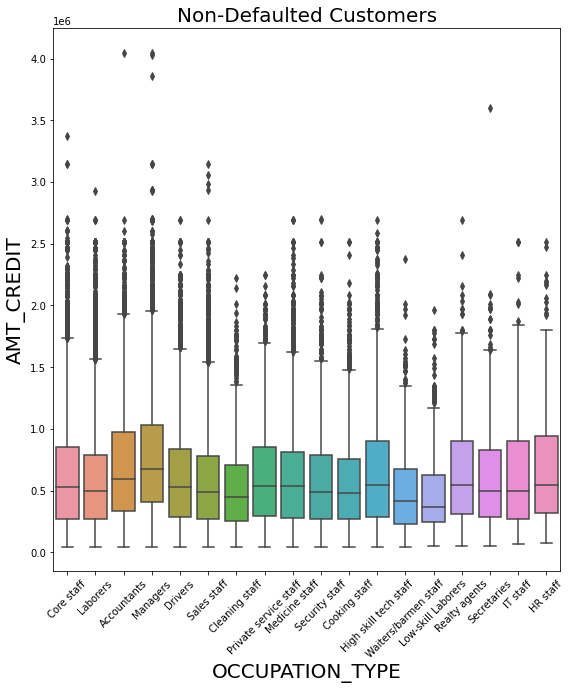 Non-Defaulted Customers
1e6
4.0
3.5
3.0
2.5
2.0
1.5
1.0
0.5
0.0
AMT_CREDIT
Core staff
Laborers
Accountants
Managers
Drivers
Sales staff
Cleaning staff
Private service staff
Medicine staff
Security staff
Cooking staff
High skill tech staff
Waiters/barmen staff
Low-skill Laborers
Realty agents
Secretaries
IT staff
HR staff
OCCUPATION_TYPE